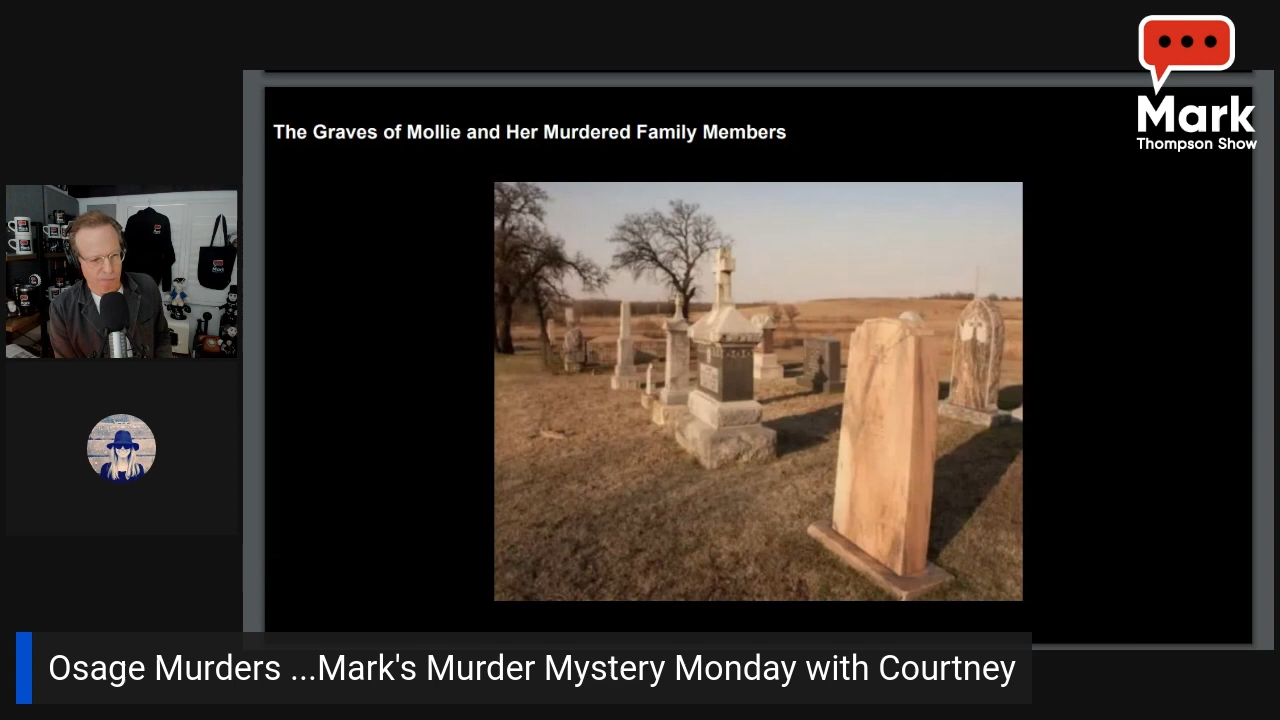 Mark
Thompson Show
The Graves of Mollie and Her Murdered Family Members
Osage Murders ...Mark's Murder Mystery Monday with Courtney